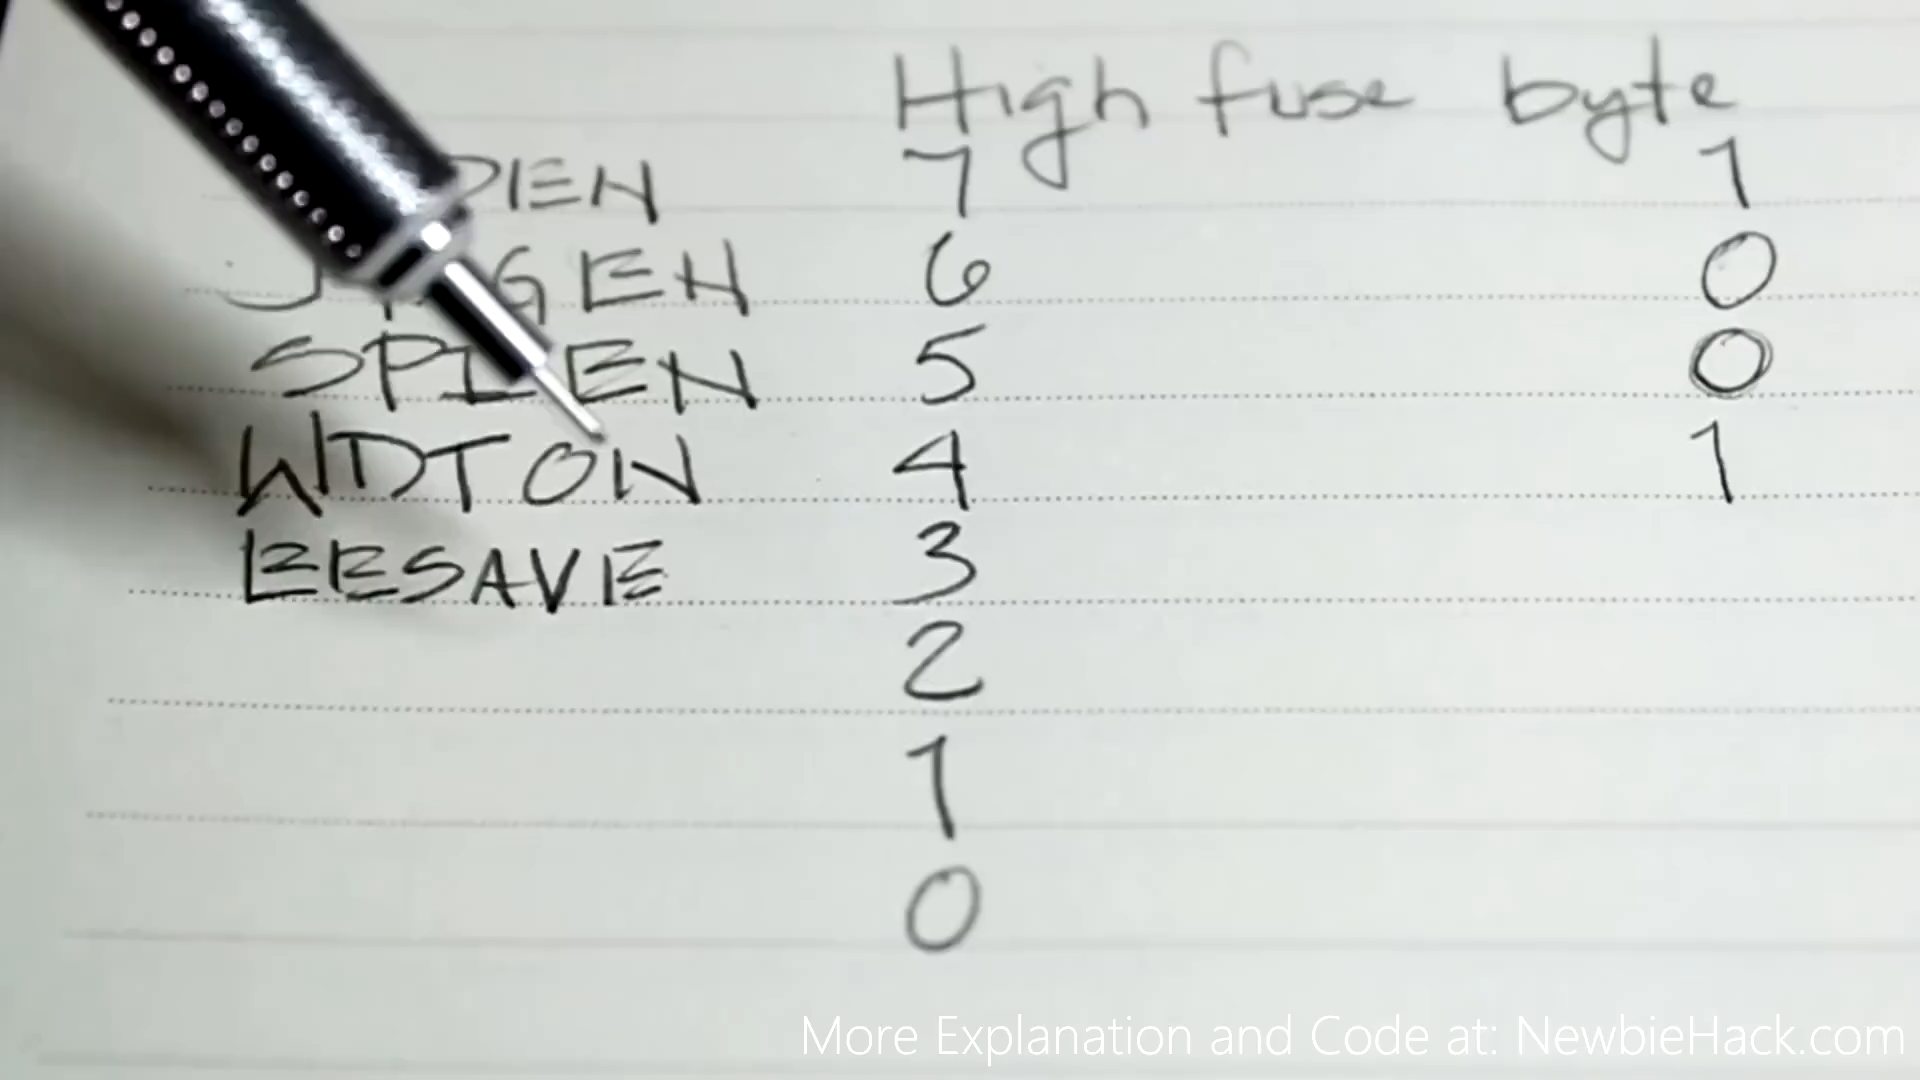 High fuse byte
7 1
6 0
SPIEN 5 0
WDTON 4 1
EESAVE 3
2
1
0
More Explanation and Code at: NewbieHack.com